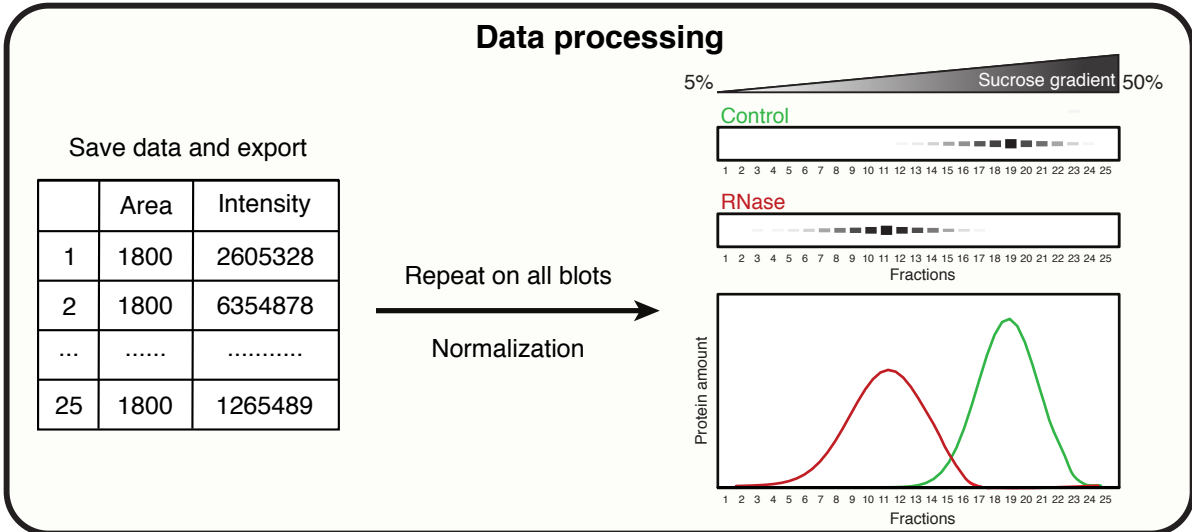 Data processing
Save data and export
Area Intensity
1 1800 2605328
2 1800 6354878
... ...... ...........
25 1800 1265489
Repeat on all blots
Normalization
5% Sucrose gradient 50%
Control
1 2 3 4 5 6 7 8 9 10 11 12 13 14 15 16 17 18 19 20 21 22 23 24 25
RNase
1 2 3 4 5 6 7 8 9 10 11 12 13 14 15 16 17 18 19 20 21 22 23 24 25
Fractions
Protein amount
1 2 3 4 5 6 7 8 9 10 11 12 13 14 15 16 17 18 19 20 21 22 23 24 25
Fractions